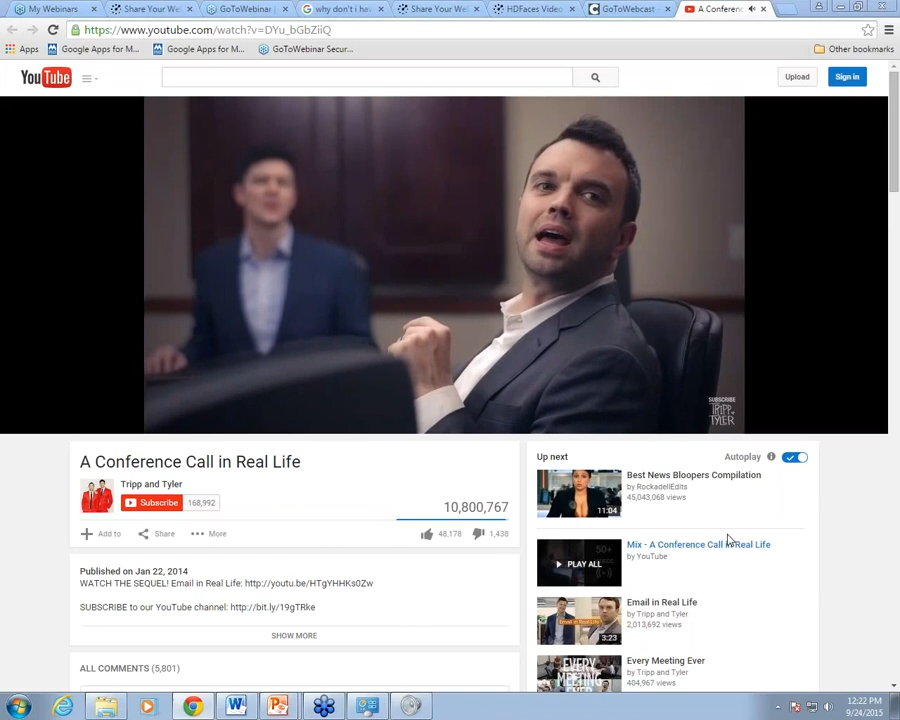 My Webinars
Share Your We
GoToWebinar |
why don't i ha
Share Your We
HDFaces Video
GoToWebcast
A Conferenc
https://www.youtube.com/watch?v=DYu_bGbZiiQ
Apps
Google Apps for M...
Google Apps for M...
GoToWebinar Secur...
Other bookmarks
YouTube
Upload
Sign in
SUBSCRIBE
TRIPP
TYLER
A Conference Call in Real Life
Tripp and Tyler
Subscribe 168,992
10,800,767
Add to
Share
More
48,178
1,438
Published on Jan 22, 2014
WATCH THE SEQUEL! Email in Real Life: http://youtu.be/HTgYHHKs0Zw
SUBSCRIBE to our YouTube channel: http://bit.ly/19gTRke
SHOW MORE
ALL COMMENTS (5,801)
Up next
Autoplay
11:04
Best News Bloopers Compilation
by RockadellEdits
45,043,068 views
50+
PLAY ALL
Mix - A Conference Call in Real Life
by YouTube
Email in Real Life
3:23
Email in Real Life
by Tripp and Tyler
2,013,692 views
EVERY
MEETING
EVER
Every Meeting Ever
by Tripp and Tyler
404,967 views
12:22 PM
9/24/2015